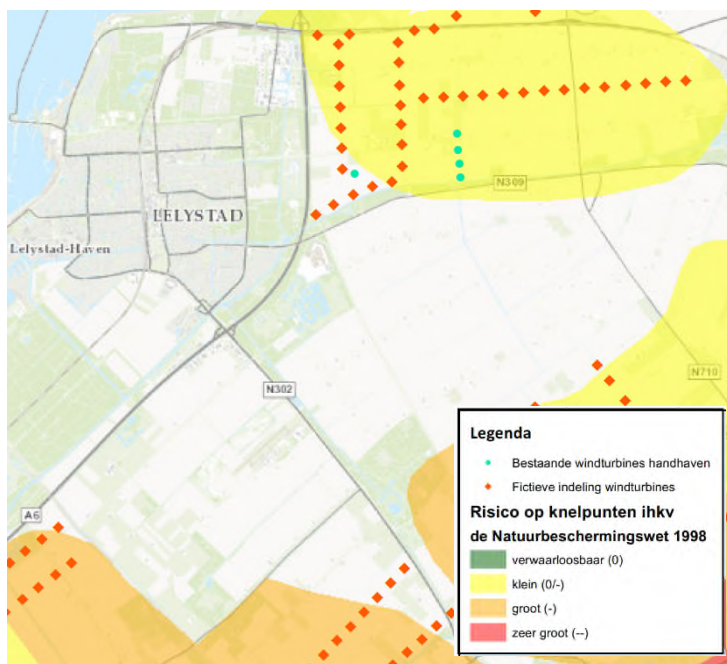 N309
LELYSTAD
Lelystad-Haven
N710
N302
A6
Legenda
Bestaande windturbines handhaven
Fictieve indeling windturbines
Risico op knelpunten ihkv
de Natuurbeschermingswet 1998
verwaarloosbaar (0)
klein (0/-)
groot (-)
zeer groot (--)